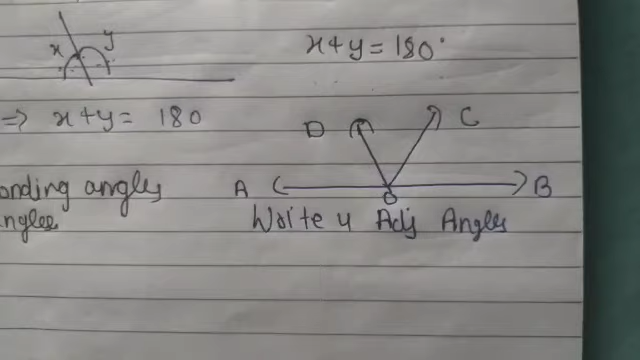 x y
x+y = 180°
⇒ x+y = 180
D C
onding angles
A B
O
ngles
Write 4 Adj Angles